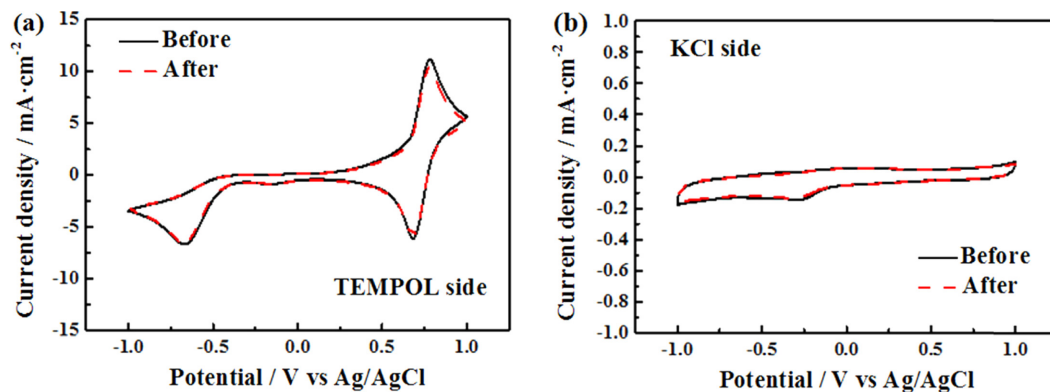 (a)
Before
After
TEMPOL side
15
10
5
0
-5
-10
-15
-1.0 -0.5 0.0 0.5 1.0
Current density / mA·cm-2
Potential / V vs Ag/AgCl
(b)
KCl side
Before
After
1.0
0.8
0.6
0.4
0.2
0.0
-0.2
-0.4
-0.6
-0.8
-1.0
-1.0 -0.5 0.0 0.5 1.0
Current density / mA·cm-2
Potential / V vs Ag/AgCl